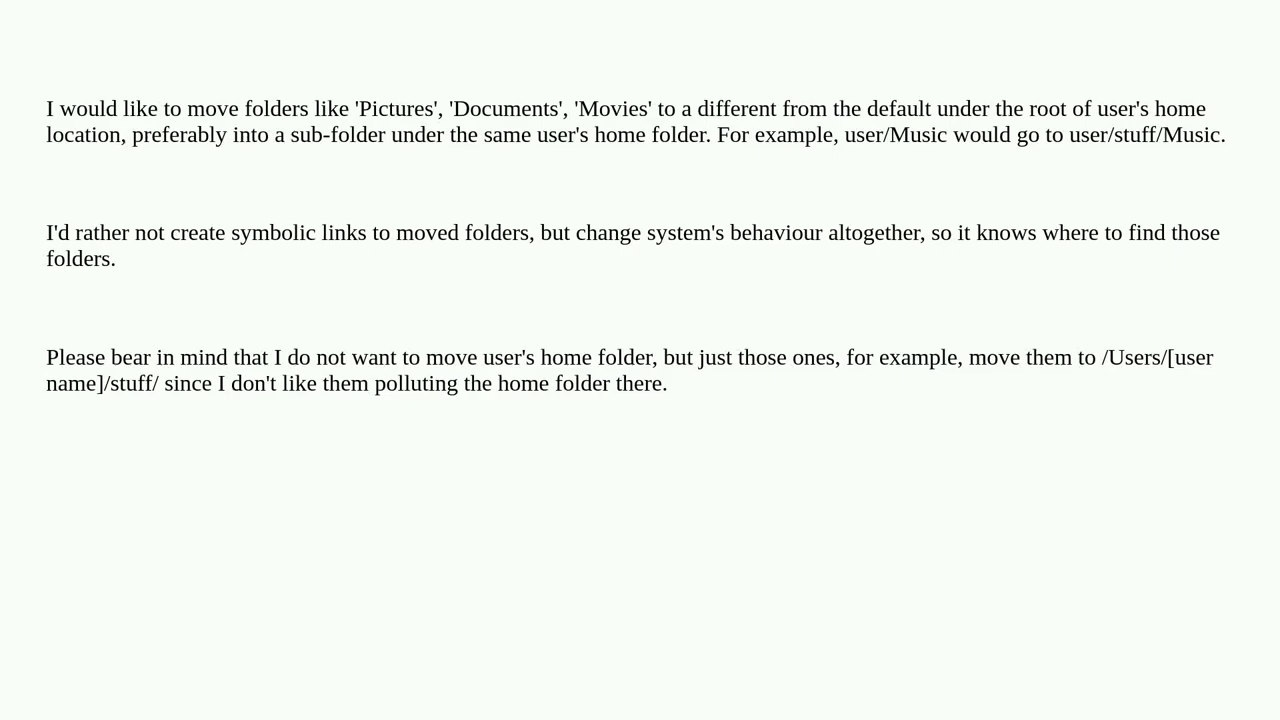 I would like to move folders like 'Pictures', 'Documents', 'Movies' to a different from the default under the root of user's home
location, preferably into a sub-folder under the same user's home folder. For example, user/Music would go to user/stuff/Music.
I'd rather not create symbolic links to moved folders, but change system's behaviour altogether, so it knows where to find those
folders.
Please bear in mind that I do not want to move user's home folder, but just those ones, for example, move them to /Users/[user
name]/stuff/ since I don't like them polluting the home folder there.